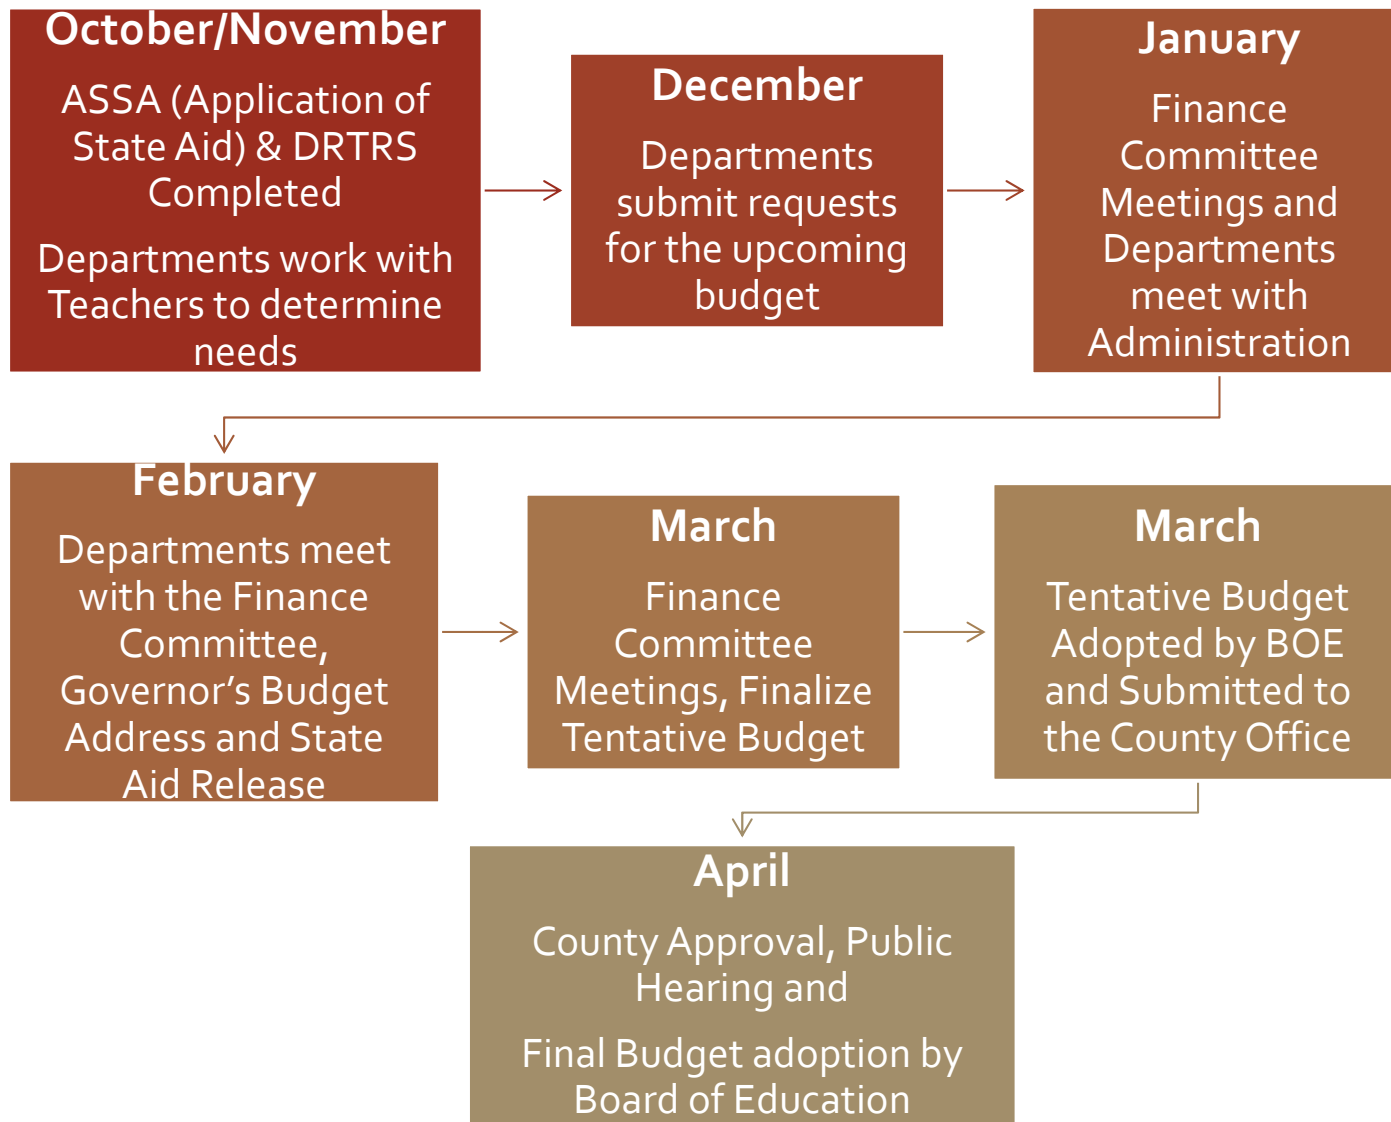 October/November
ASSA (Application of
State Aid) & DRTRS
Completed
Departments work with
Teachers to determine
needs
December
Departments
submit requests
for the upcoming
budget
January
Finance
Committee
Meetings and
Departments
meet with
Administration
February
Departments meet
with the Finance
Committee,
Governor’s Budget
Address and State
Aid Release
March
Finance
Committee
Meetings, Finalize
Tentative Budget
March
Tentative Budget
Adopted by BOE
and Submitted to
the County Office
April
County Approval, Public
Hearing and
Final Budget adoption by
Board of Education